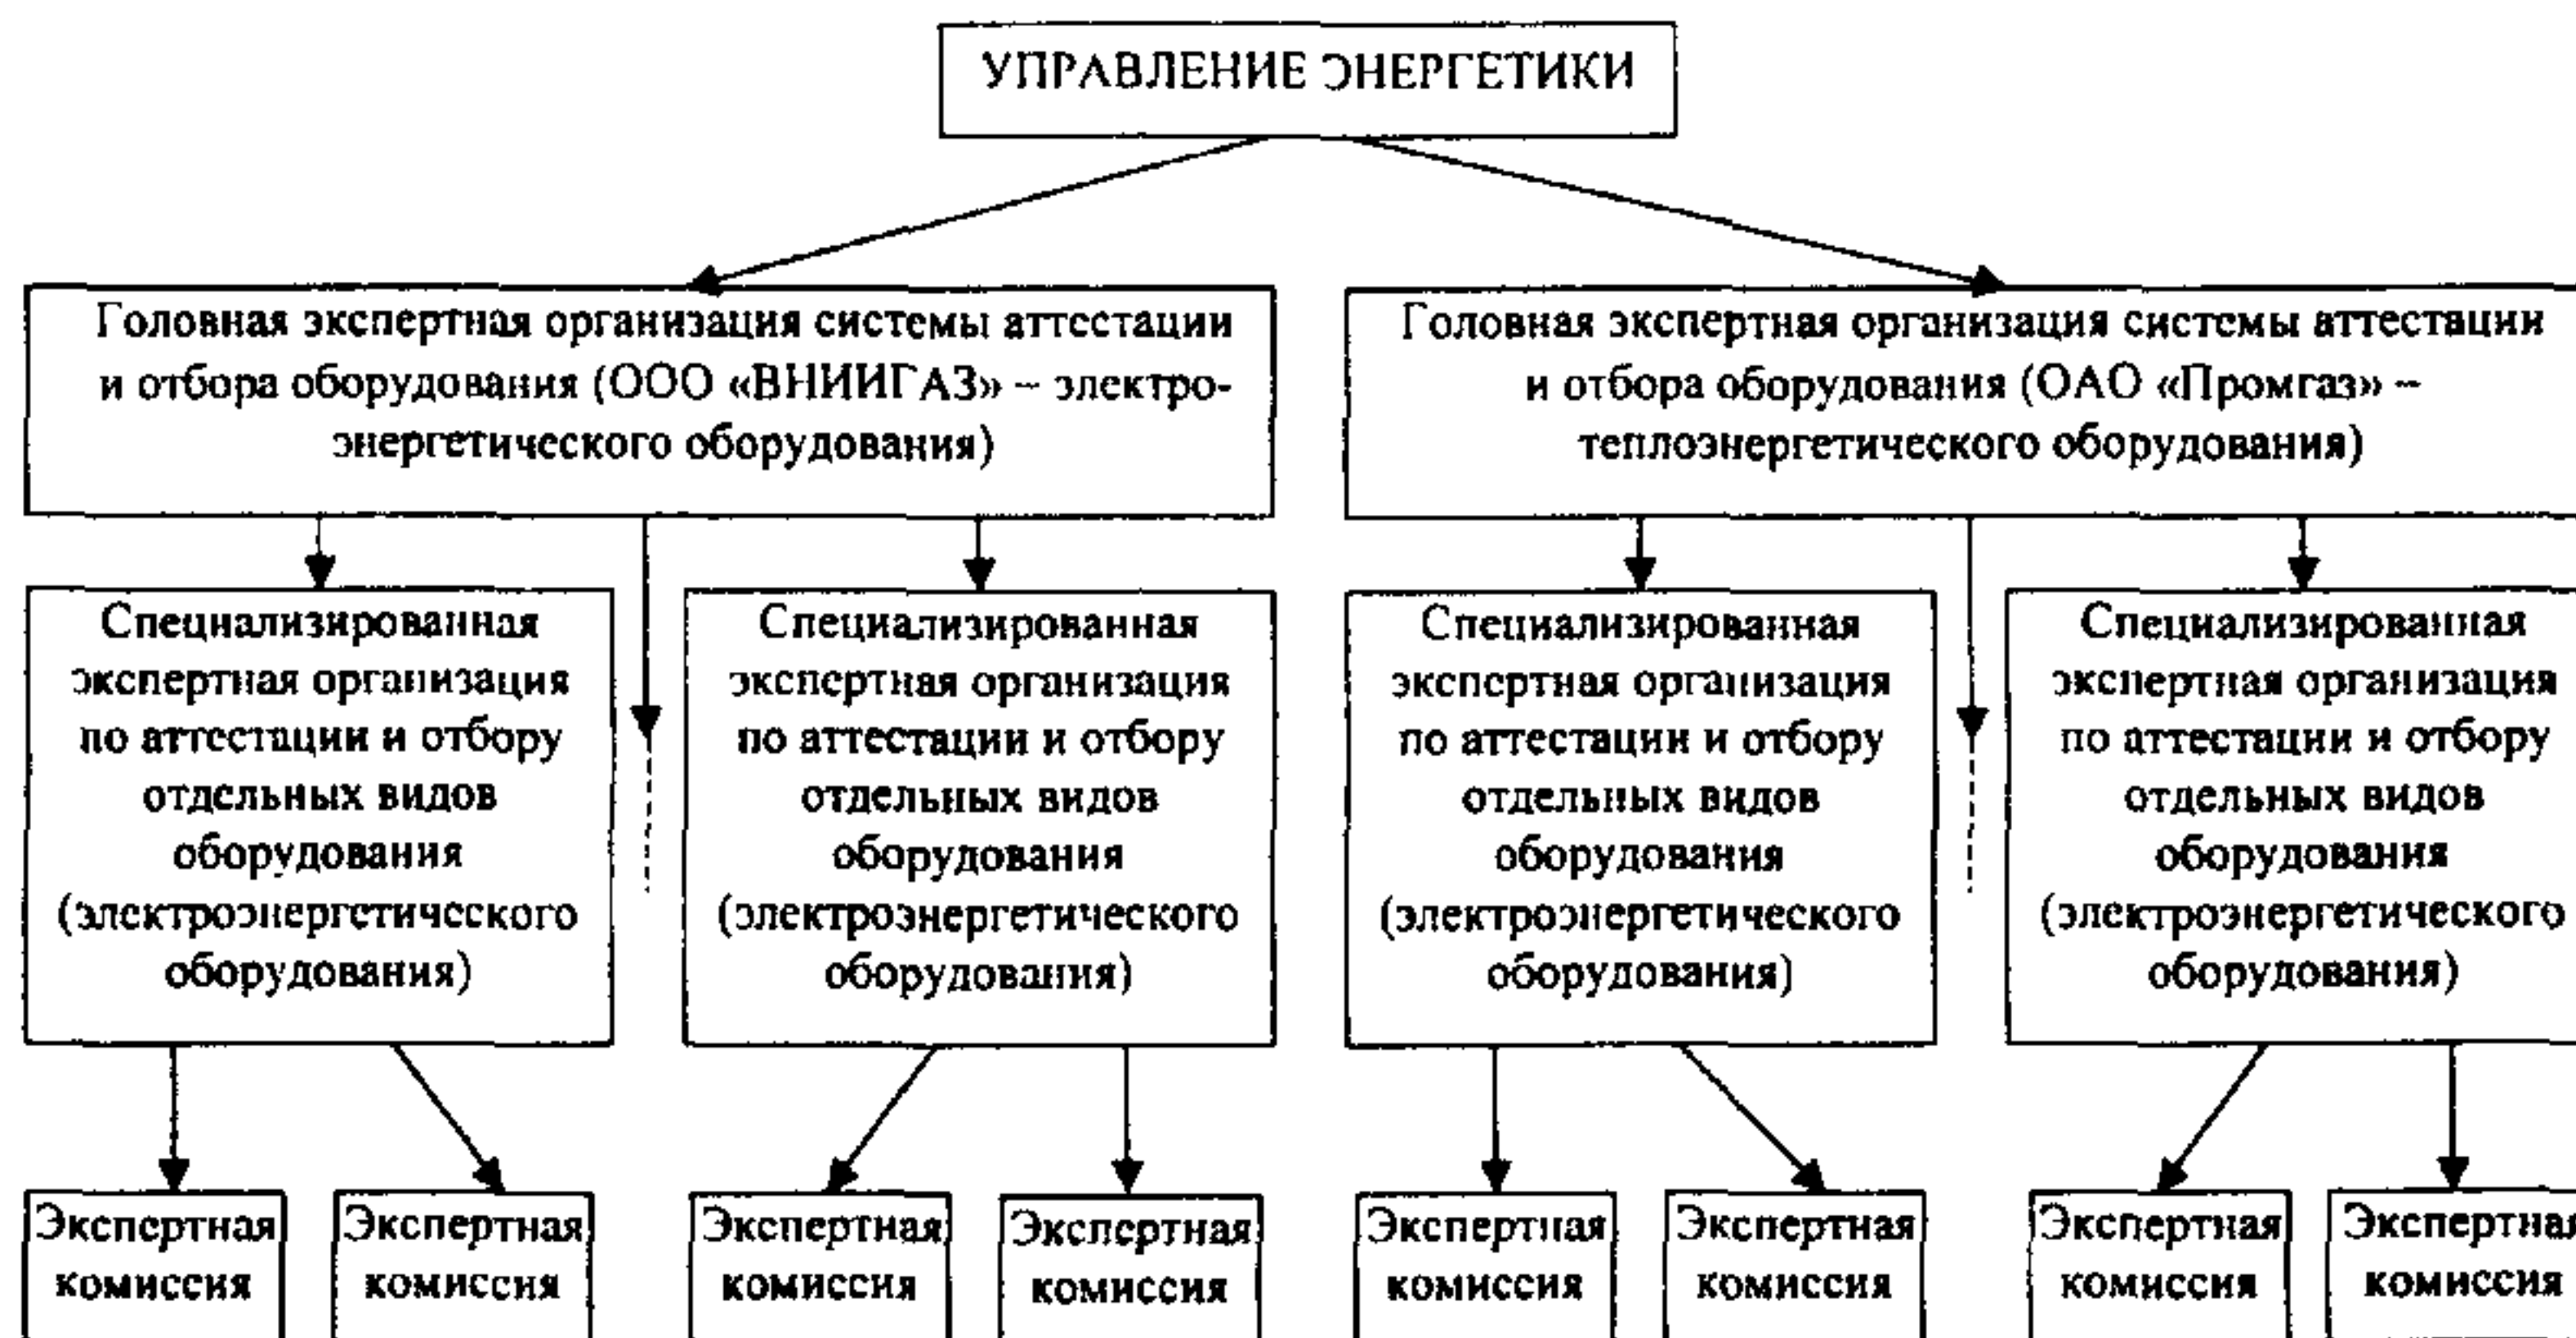 УПРАВЛЕНИЕ ЭНЕРГЕТИКИ
Головная экспертная организация системы аттестации
и отбора оборудования (ООО «ВНИИГАЗ» – электро-
энергетического оборудования)
Головная экспертная организация системы аттестации
и отбора оборудования (ОАО «Промгаз» –
теплоэнергетического оборудования)
Специализированная
экспертная организация
по аттестации и отбору
отдельных видов
оборудования
(электроэнергетического
оборудования)
Специализированная
экспертная организация
по аттестации и отбору
отдельных видов
оборудования
(электроэнергетического
оборудования)
Специализированная
экспертная организация
по аттестации и отбору
отдельных видов
оборудования
(электроэнергетического
оборудования)
Специализированная
экспертная организация
по аттестации и отбору
отдельных видов
оборудования
(электроэнергетического
оборудования)
Экспертная
комиссия
Экспертная
комиссия
Экспертная
комиссия
Экспертная
комиссия
Экспертная
комиссия
Экспертная
комиссия
Экспертная
комиссия
Экспертная
комиссия